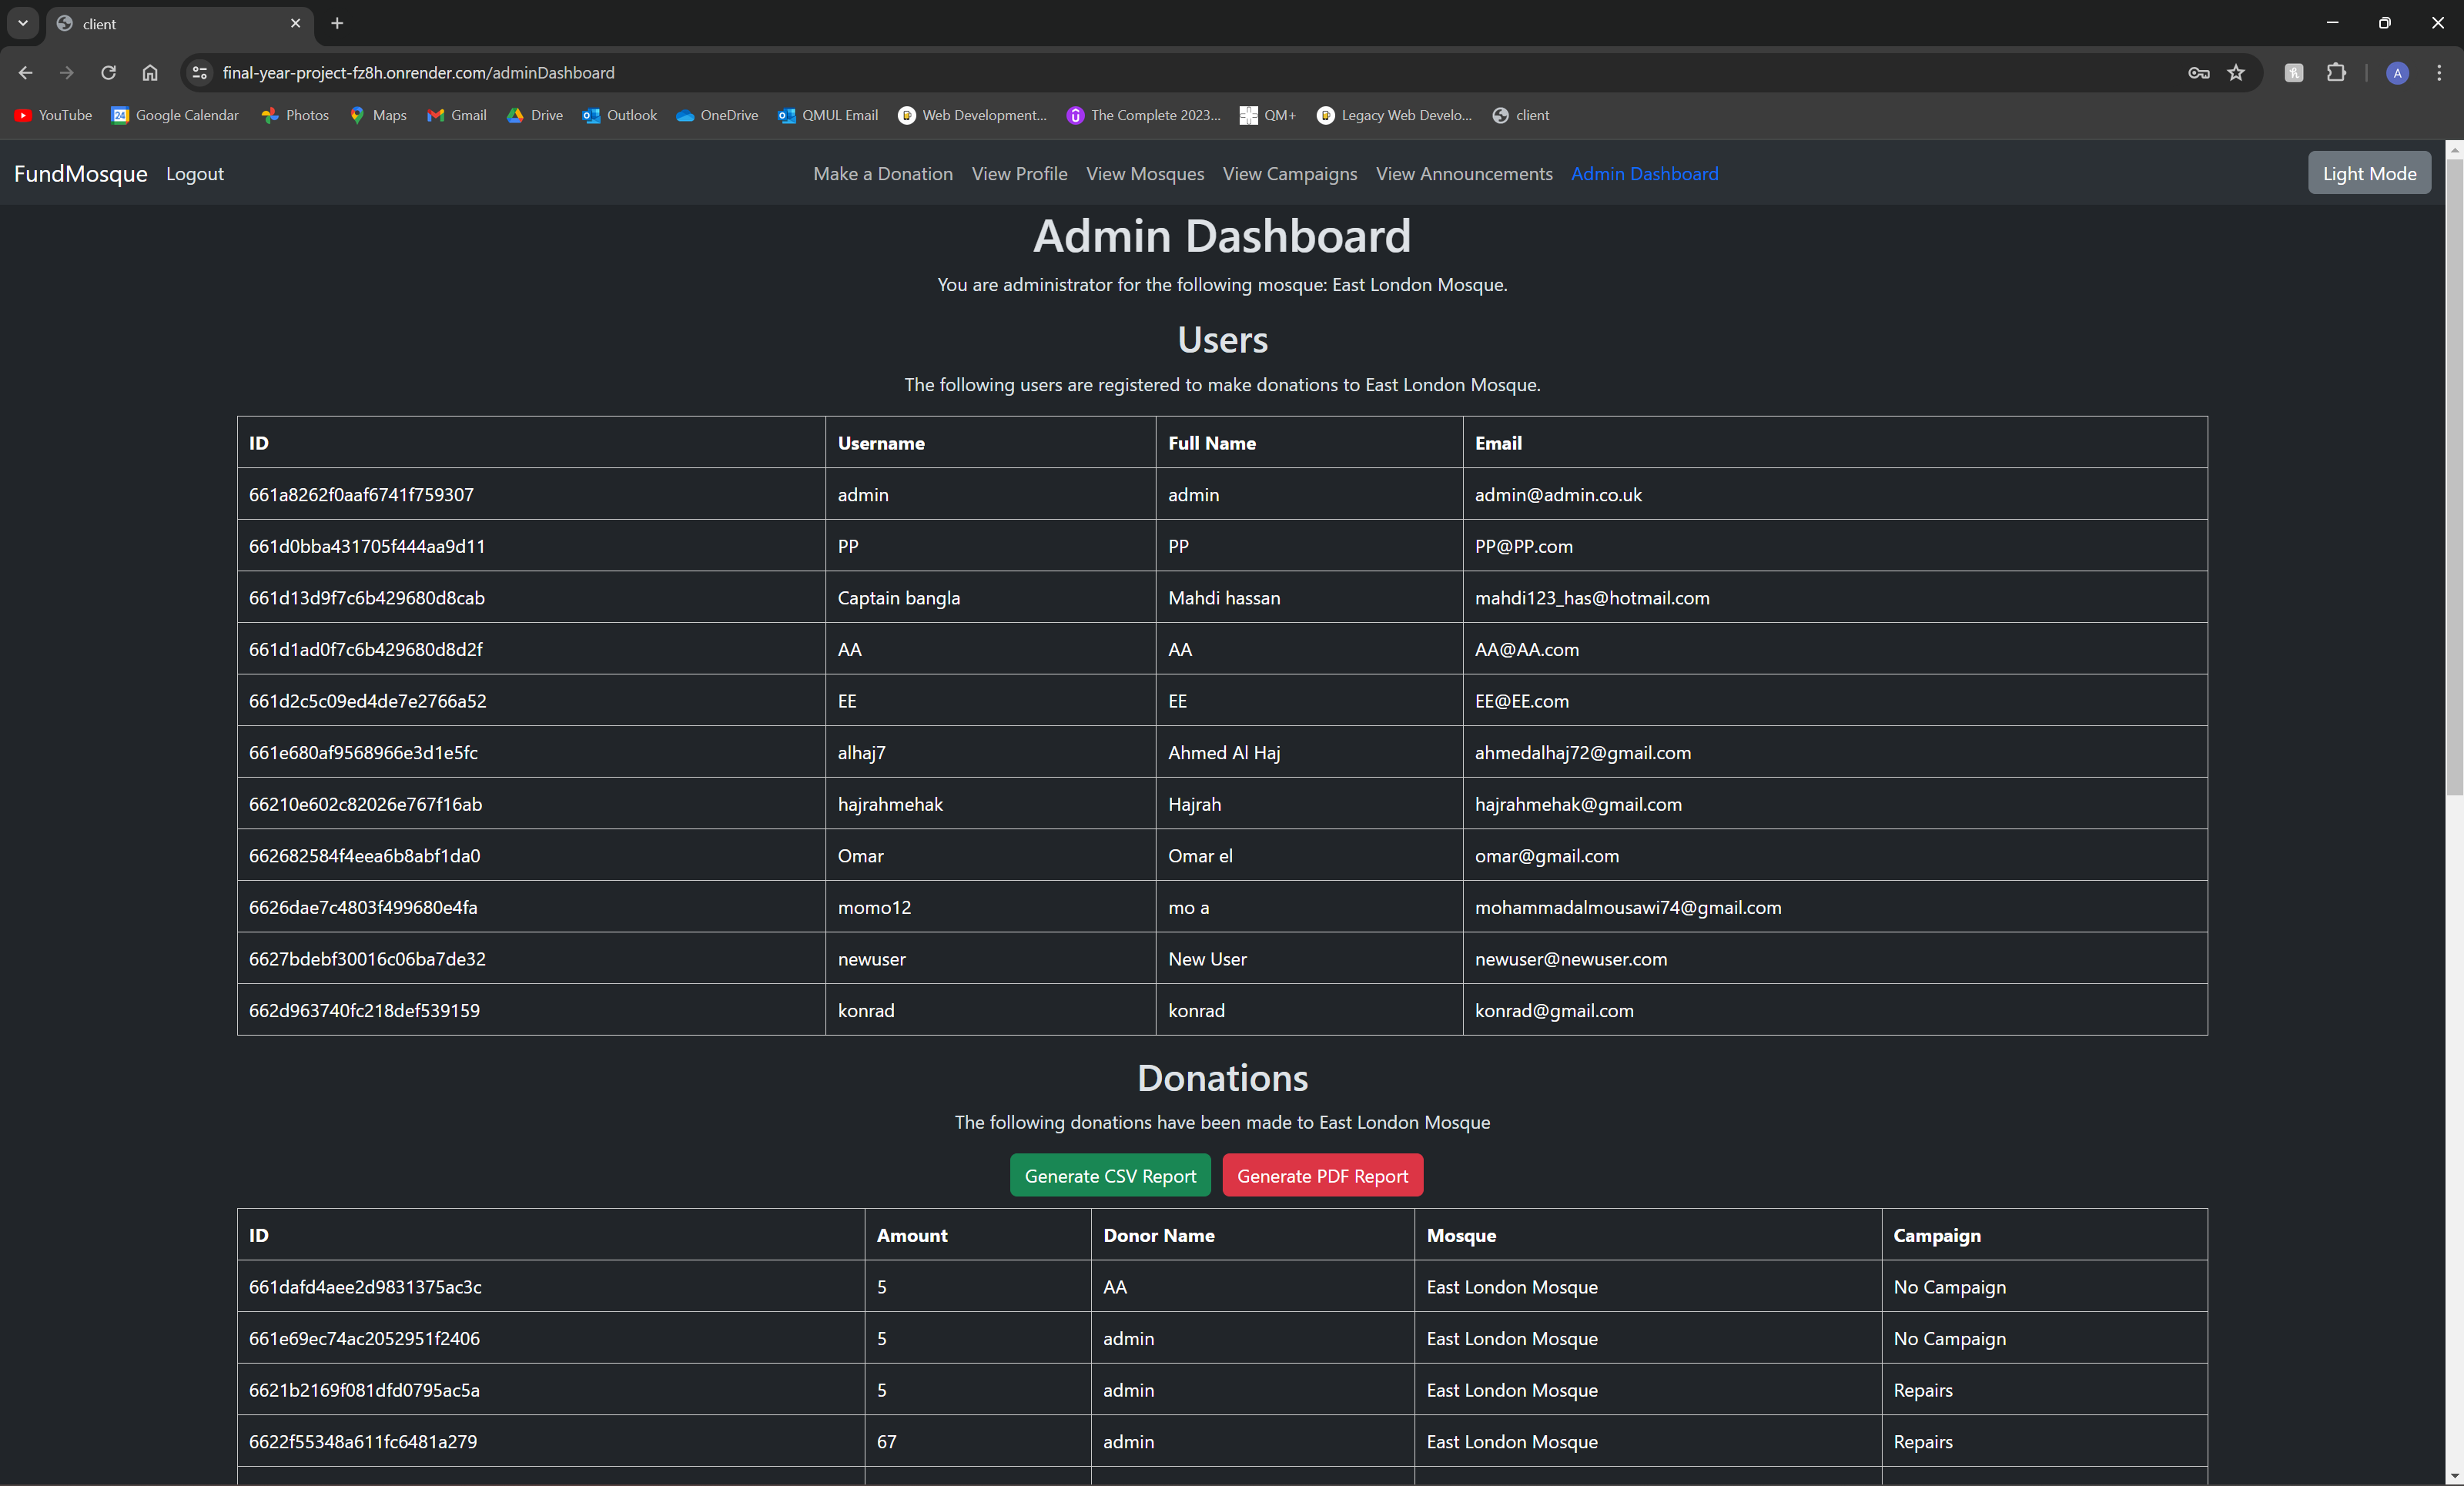 client
final-year-project-fz8h.onrender.com/adminDashboard
A
YouTube Google Calendar Photos Maps Gmail Drive Outlook OneDrive QMUL Email Web Development... The Complete 2023... QM+ Legacy Web Develo... client
FundMosque Logout Make a Donation View Profile View Mosques View Campaigns View Announcements Admin Dashboard Light Mode
Admin Dashboard
You are administrator for the following mosque: East London Mosque.
Users
The following users are registered to make donations to East London Mosque.
ID Username Full Name Email
661a8262f0aaf6741f759307 admin admin admin@admin.co.uk
661d0bba431705f444aa9d11 PP PP PP@PP.com
661d13d9f7c6b429680d8cab Captain bangla Mahdi hassan mahdi123_has@hotmail.com
661d1ad0f7c6b429680d8d2f AA AA AA@AA.com
661d2c5c09ed4de7e2766a52 EE EE EE@EE.com
661e680af9568966e3d1e5fc alhaj7 Ahmed Al Haj ahmedalhaj72@gmail.com
66210e602c82026e767f16ab hajrahmehak Hajrah hajrahmehak@gmail.com
662682584f4eea6b8abf1da0 Omar Omar el omar@gmail.com
6626dae7c4803f499680e4fa momo12 mo a mohammadalmousawi74@gmail.com
6627bdebf30016c06ba7de32 newuser New User newuser@newuser.com
662d963740fc218def539159 konrad konrad konrad@gmail.com
Donations
The following donations have been made to East London Mosque
Generate CSV Report Generate PDF Report
ID Amount Donor Name Mosque Campaign
661dafd4aee2d9831375ac3c 5 AA East London Mosque No Campaign
661e69ec74ac2052951f2406 5 admin East London Mosque No Campaign
6621b2169f081dfd0795ac5a 5 admin East London Mosque Repairs
6622f55348a611fc6481a279 67 admin East London Mosque Repairs